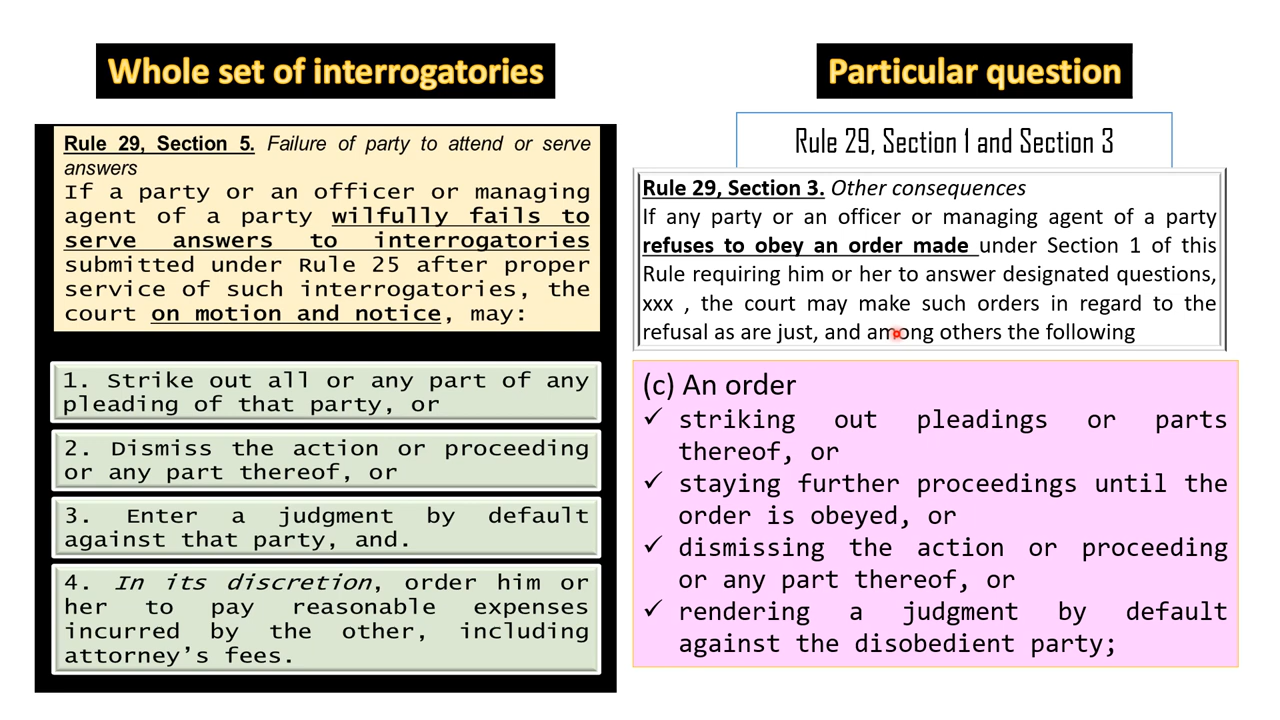 Whole set of interrogatories
Rule 29, Section 5. Failure of party to attend or serve
answers
If a party or an officer or managing
agent of a party wilfully fails to
serve answers to interrogatories
submitted under Rule 25 after proper
service of such interrogatories, the
court on motion and notice, may:
1. Strike out all or any part of any
pleading of that party, or
2. Dismiss the action or proceeding
or any part thereof, or
3. Enter a judgment by default
against that party, and.
4. In its discretion, order him or
her to pay reasonable expenses
incurred by the other, including
attorney’s fees.
Particular question
Rule 29, Section 1 and Section 3
Rule 29, Section 3. Other consequences
If any party or an officer or managing agent of a party
refuses to obey an order made under Section 1 of this
Rule requiring him or her to answer designated questions,
xxx , the court may make such orders in regard to the
refusal as are just, and among others the following
(c) An order
✓ striking out pleadings or parts
thereof, or
✓ staying further proceedings until the
order is obeyed, or
✓ dismissing the action or proceeding
or any part thereof, or
✓ rendering a judgment by default
against the disobedient party;